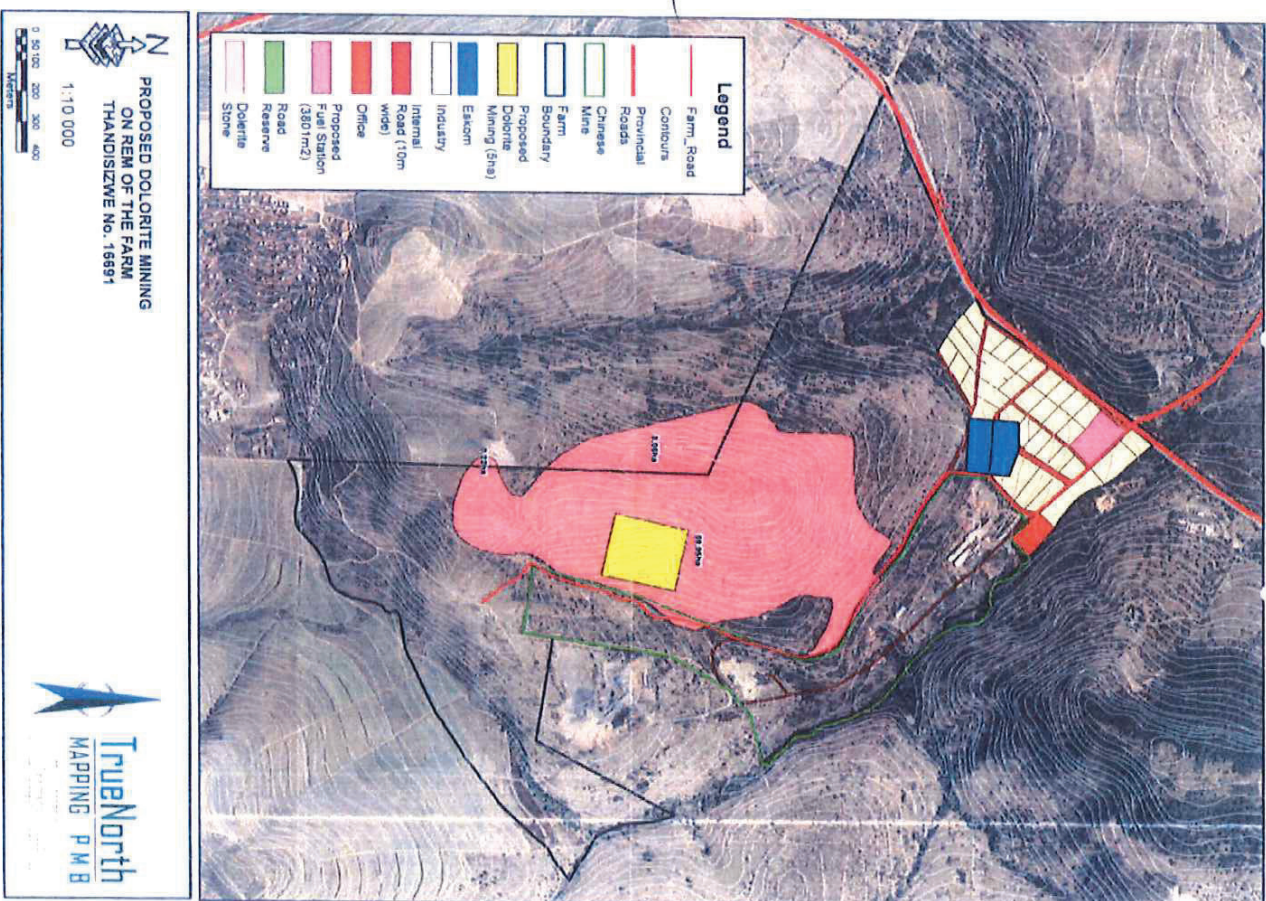 Legend
Farm_Road
Contours
Provincial
Roads
Chinese
Mine
Farm
Boundary
Proposed
Dolorite
Mining (5ha)
Eskom
Industry
Internal
Road (10m
wide)
Office
Proposed
Fuel Station
(3801m2)
Road
Reserve
Dolerite
Stone
N
PROPOSED DOLORITE MINING
ON REM OF THE FARM
THANDISIZWE No. 16691
1:10 000
0 50 100 200 300 400
Meters
TrueNorth
MAPPING PMB